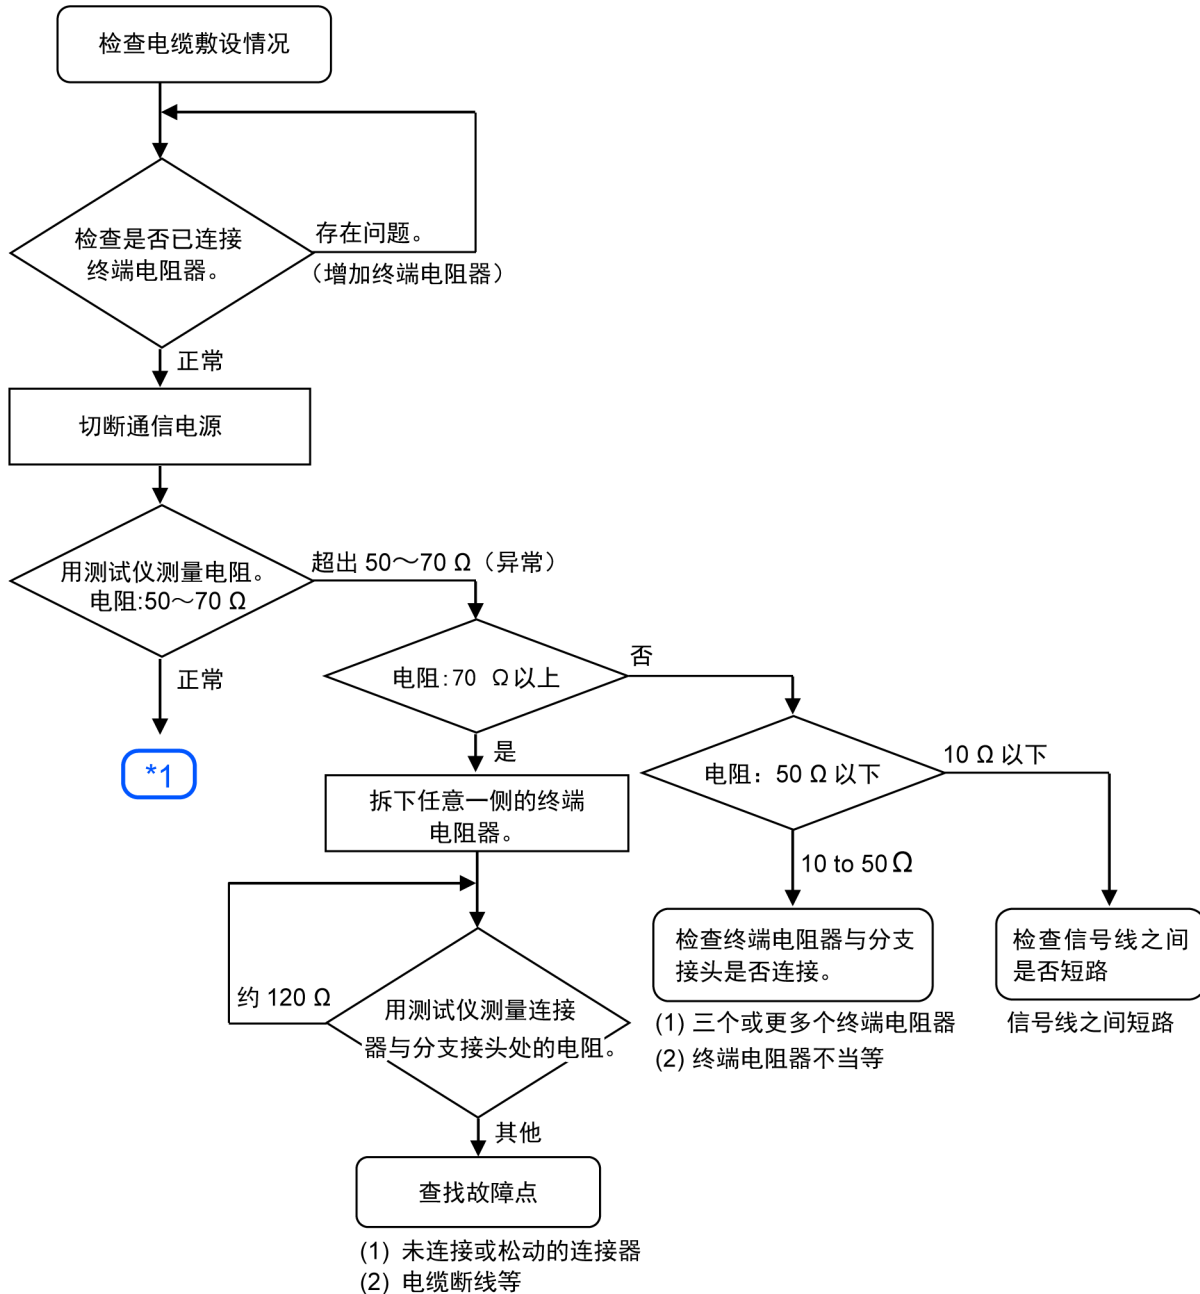 检查电缆敷设情况
检查是否已连接
终端电阻器。
存在问题。
（增加终端电阻器）
正常
切断通信电源
用测试仪测量电阻。
电阻:50～70 Ω
超出 50～70 Ω（异常）
正常
*1
电阻:70 Ω以上
否
是
电阻：50 Ω 以下
10 Ω 以下
10 to 50 Ω
拆下任意一侧的终端
电阻器。
约 120 Ω
用测试仪测量连接
器与分支接头处的电阻。
其他
查找故障点
(1) 未连接或松动的连接器
(2) 电缆断线等
检查终端电阻器与分支
接头是否连接。
(1) 三个或更多个终端电阻器
(2) 终端电阻器不当等
检查信号线之间
是否短路
信号线之间短路